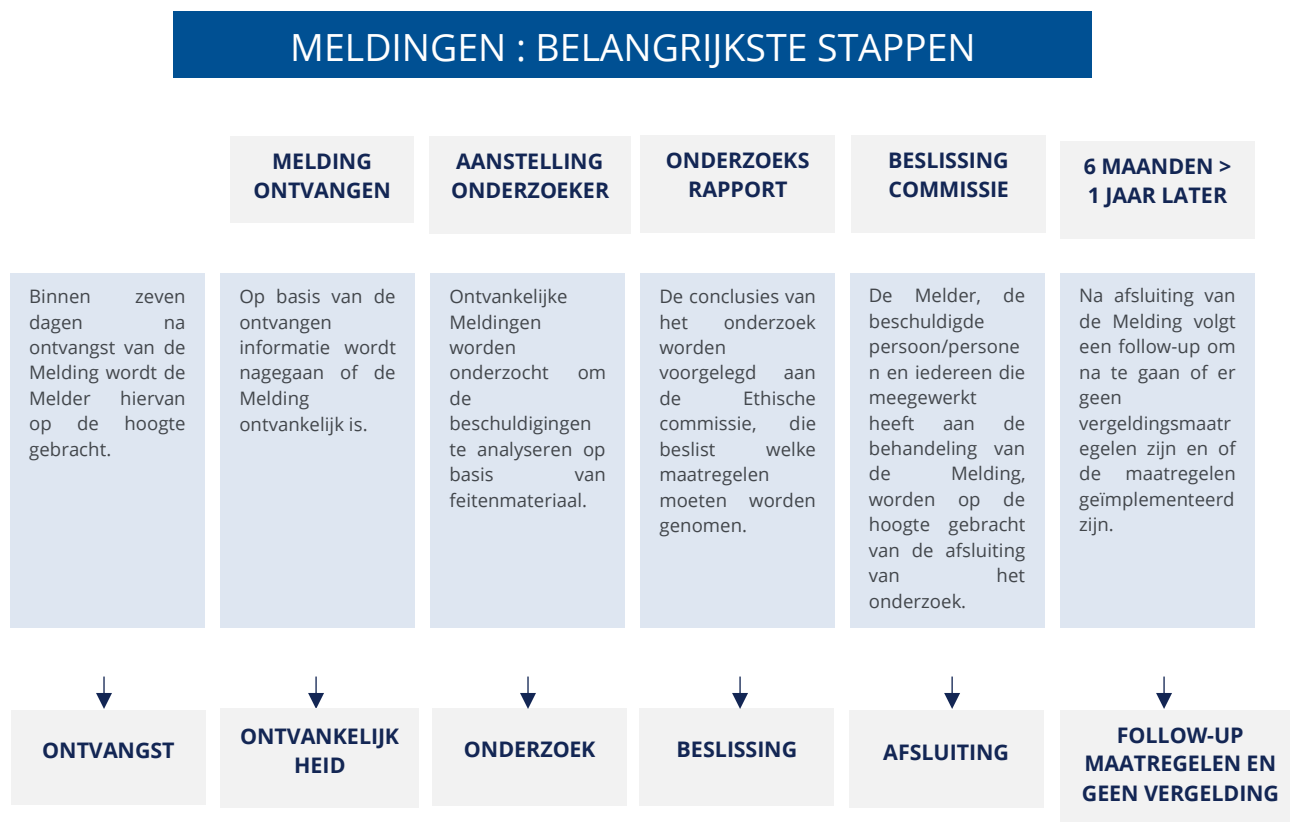 MELDINGEN : BELANGRIJKSTE STAPPEN
MELDING
ONTVANGEN
AANSTELLING
ONDERZOEKER
ONDERZOEKS
RAPPORT
BESLISSING
COMMISSIE
6 MAANDEN >
1 JAAR LATER
Binnen zeven
dagen na
ontvangst van de
Melding wordt de
Melder hiervan
op de hoogte
gebracht.
Op basis van de
ontvangen
informatie wordt
nagegaan of de
Melding
ontvankelijk is.
Ontvankelijke
Meldingen
worden
onderzocht om
de
beschuldigingen
te analyseren op
basis van
feitenmateriaal.
De conclusies van
het onderzoek
worden
voorgelegd aan
de Ethische
commissie, die
beslist welke
maatregelen
moeten worden
genomen.
De Melder, de
beschuldigde
persoon/persone
n en iedereen die
meegewerkt
heeft aan de
behandeling van
de Melding,
worden op de
hoogte gebracht
van de afsluiting
van het
onderzoek.
Na afsluiting van
de Melding volgt
een follow-up om
na te gaan of er
geen
vergeldingsmaatr
egelen zijn en of
de maatregelen
geïmplementeerd
zijn.
ONTVANGST
ONTVANKELIJK
HEID
ONDERZOEK
BESLISSING
AFSLUITING
FOLLOW-UP
MAATREGELEN EN
GEEN VERGELDING